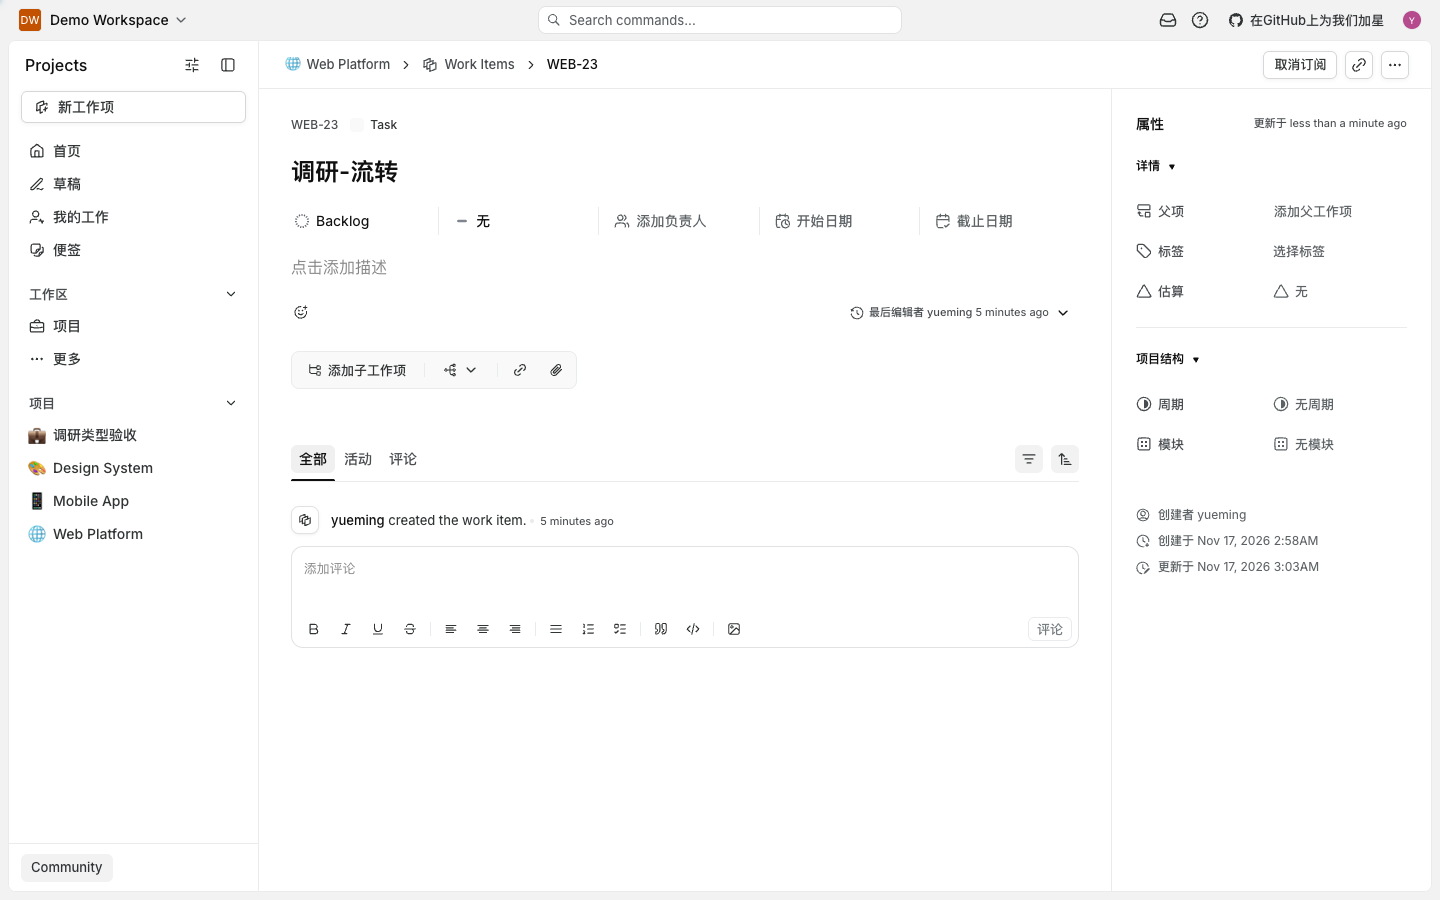 DW Demo Workspace
Search commands...
在GitHub上为我们加星
Y
Projects
新工作项
首页
草稿
我的工作
便签
工作区
项目
更多
项目
调研类型验收
Design System
Mobile App
Web Platform
Community
Web Platform
Work Items
WEB-23
取消订阅
WEB-23 Task
调研-流转
Backlog
无
添加负责人
开始日期
截止日期
点击添加描述
最后编辑者 yueming 5 minutes ago
添加子工作项
全部 活动 评论
yueming created the work item. 5 minutes ago
添加评论
评论
属性
更新于 less than a minute ago
详情
父项 添加父工作项
标签 选择标签
估算 无
项目结构
周期 无周期
模块 无模块
创建者 yueming
创建于 Nov 17, 2026 2:58AM
更新于 Nov 17, 2026 3:03AM